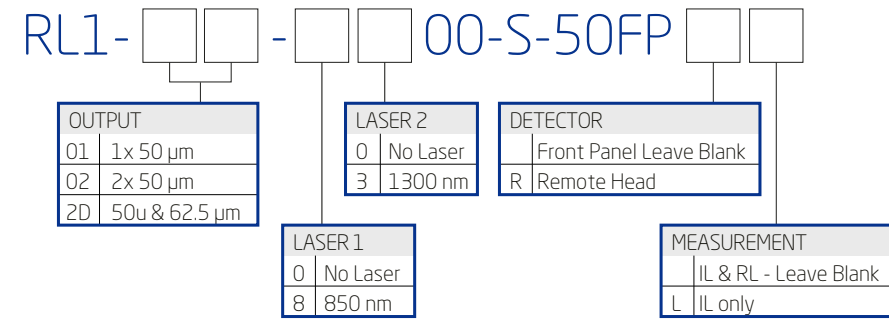 RL1- - 00-S-50FP
OUTPUT
01 1x 50 µm
02 2x 50 µm
2D 50u & 62.5 µm
LASER 2
0 No Laser
3 1300 nm
DETECTOR
Front Panel Leave Blank
R Remote Head
LASER 1
0 No Laser
8 850 nm
MEASUREMENT
IL & RL - Leave Blank
L IL only